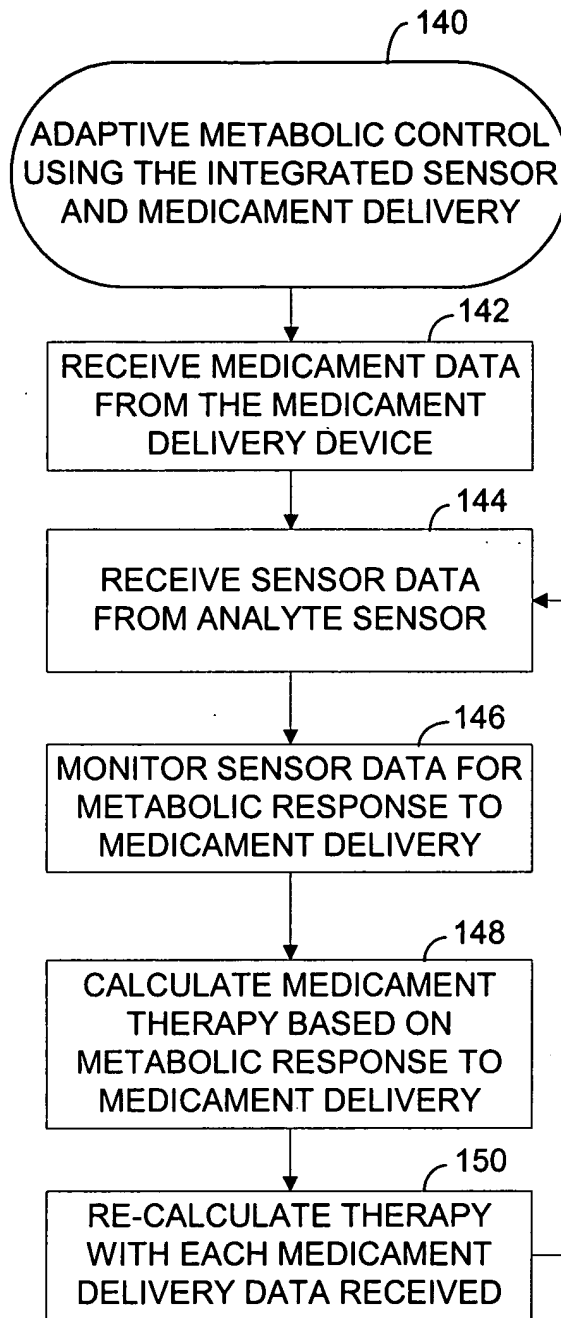 140
ADAPTIVE METABOLIC CONTROL
USING THE INTEGRATED SENSOR
AND MEDICAMENT DELIVERY
142
RECEIVE MEDICAMENT DATA
FROM THE MEDICAMENT
DELIVERY DEVICE
144
RECEIVE SENSOR DATA
FROM ANALYTE SENSOR
146
MONITOR SENSOR DATA FOR
METABOLIC RESPONSE TO
MEDICAMENT DELIVERY
148
CALCULATE MEDICAMENT
THERAPY BASED ON
METABOLIC RESPONSE TO
MEDICAMENT DELIVERY
150
RE-CALCULATE THERAPY
WITH EACH MEDICAMENT
DELIVERY DATA RECEIVED